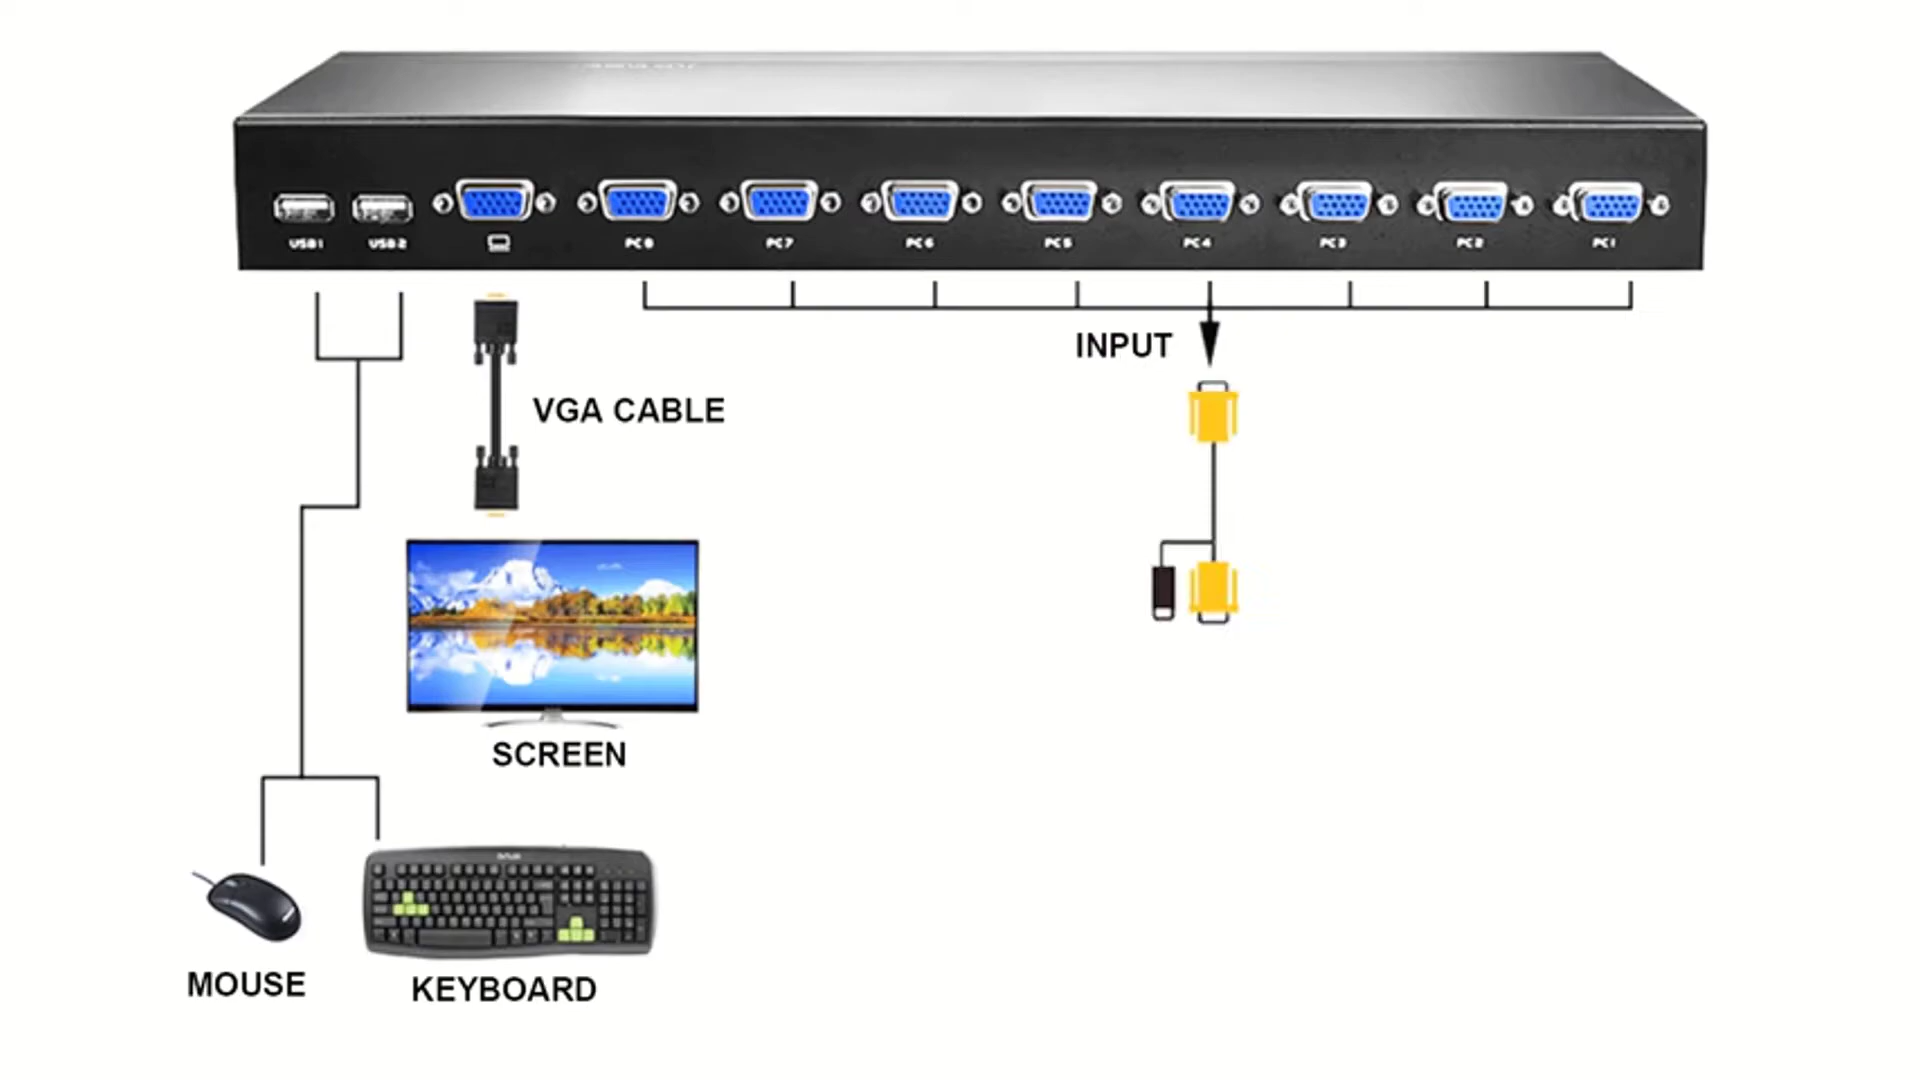 USB1 USB2 PC8 PC7 PC6 PC5 PC4 PC3 PC2 PC1
INPUT
VGA CABLE
SCREEN
MOUSE
KEYBOARD